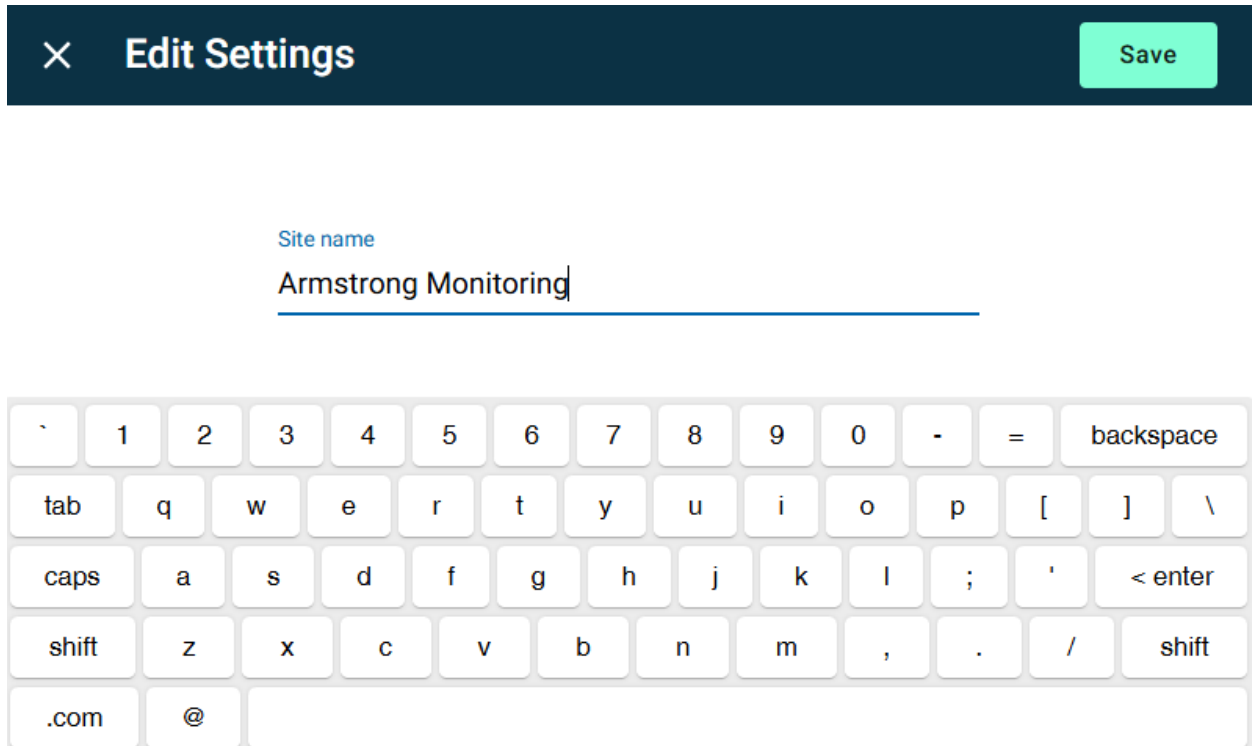 × Edit Settings Save
Site name
Armstrong Monitoring
` 1 2 3 4 5 6 7 8 9 0 - = backspace
tab q w e r t y u i o p [ ] \
caps a s d f g h j k l ; ' < enter
shift z x c v b n m , . / shift
.com @